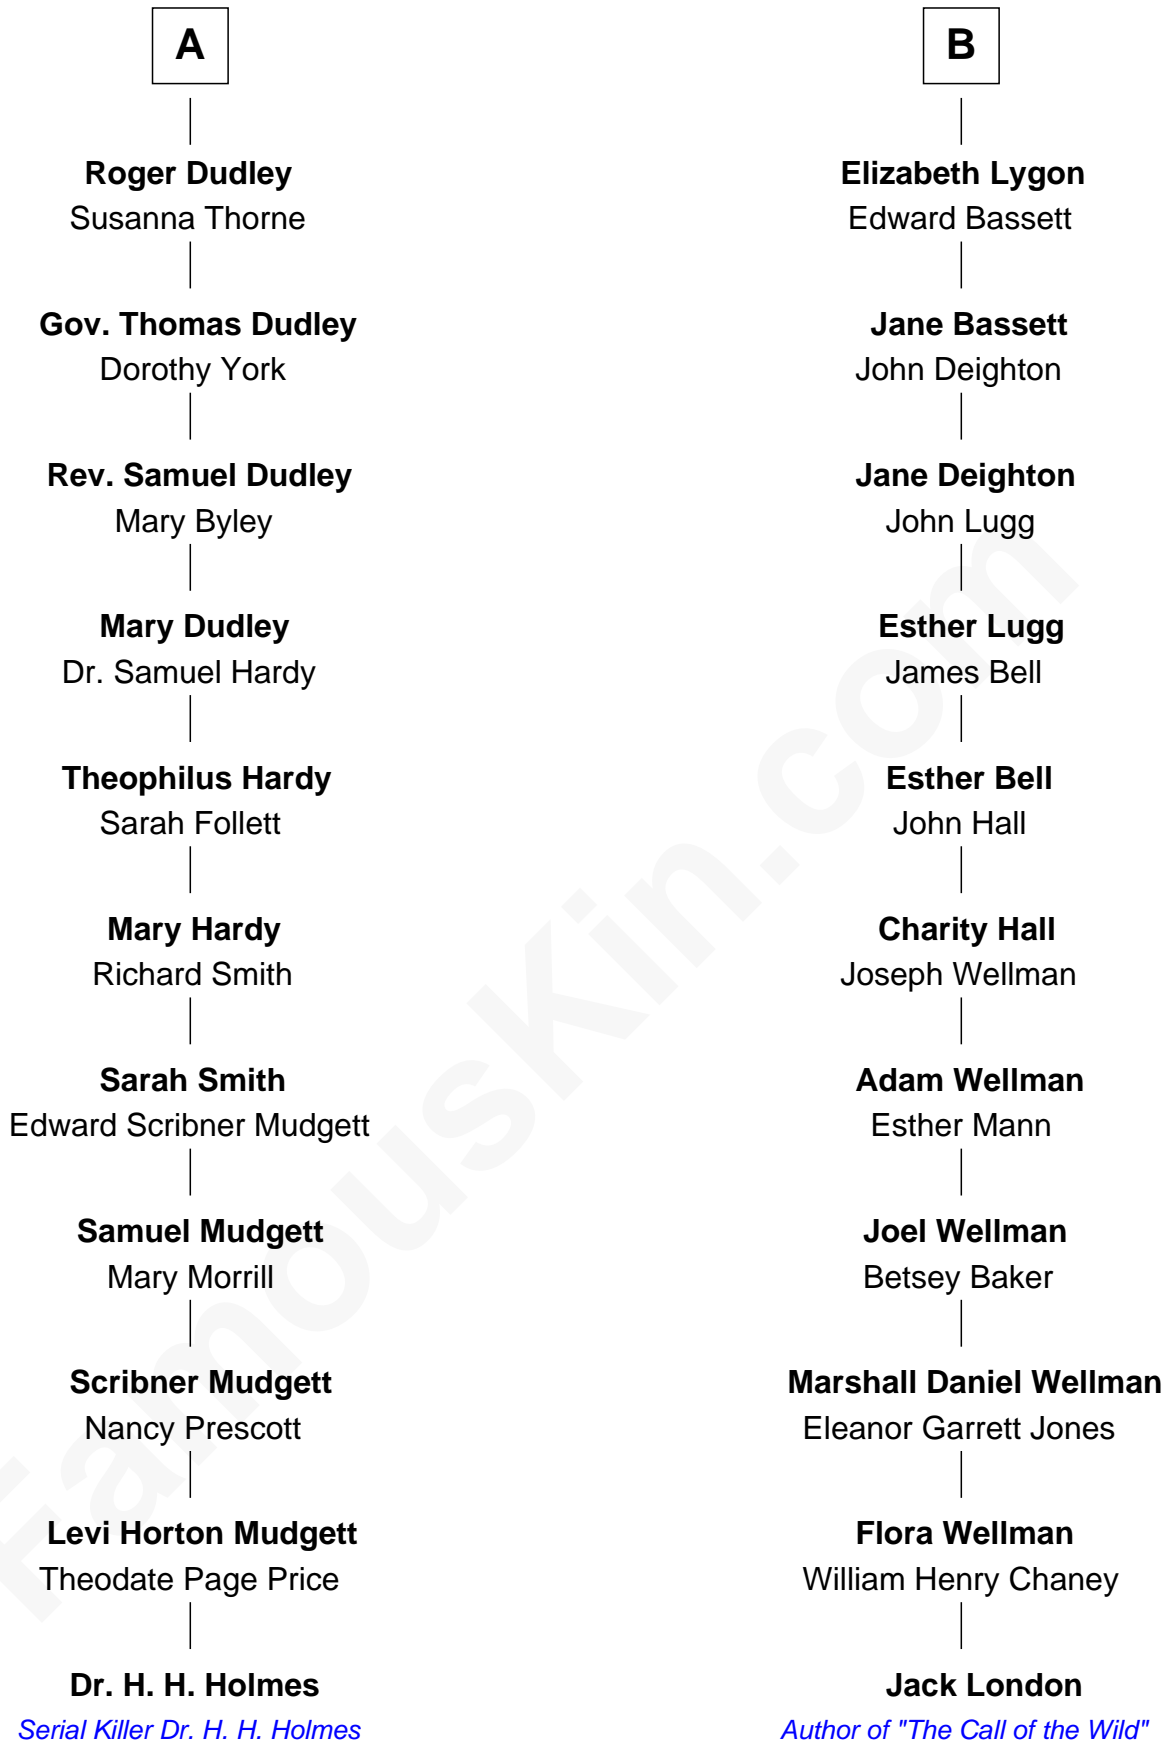 A
Roger Dudley
Susanna Thorne
Gov. Thomas Dudley
Dorothy York
Rev. Samuel Dudley
Mary Byley
Mary Dudley
Dr. Samuel Hardy
Theophilus Hardy
Sarah Follett
Mary Hardy
Richard Smith
Sarah Smith
Edward Scribner Mudgett
Samuel Mudgett
Mary Morrill
Scribner Mudgett
Nancy Prescott
Levi Horton Mudgett
Theodate Page Price
Dr. H. H. Holmes
Serial Killer Dr. H. H. Holmes
B
Elizabeth Lygon
Edward Bassett
Jane Bassett
John Deighton
Jane Deighton
John Lugg
Esther Lugg
James Bell
Esther Bell
John Hall
Charity Hall
Joseph Wellman
Adam Wellman
Esther Mann
Joel Wellman
Betsey Baker
Marshall Daniel Wellman
Eleanor Garrett Jones
Flora Wellman
William Henry Chaney
Jack London
Author of "The Call of the Wild"
FamousKin.com